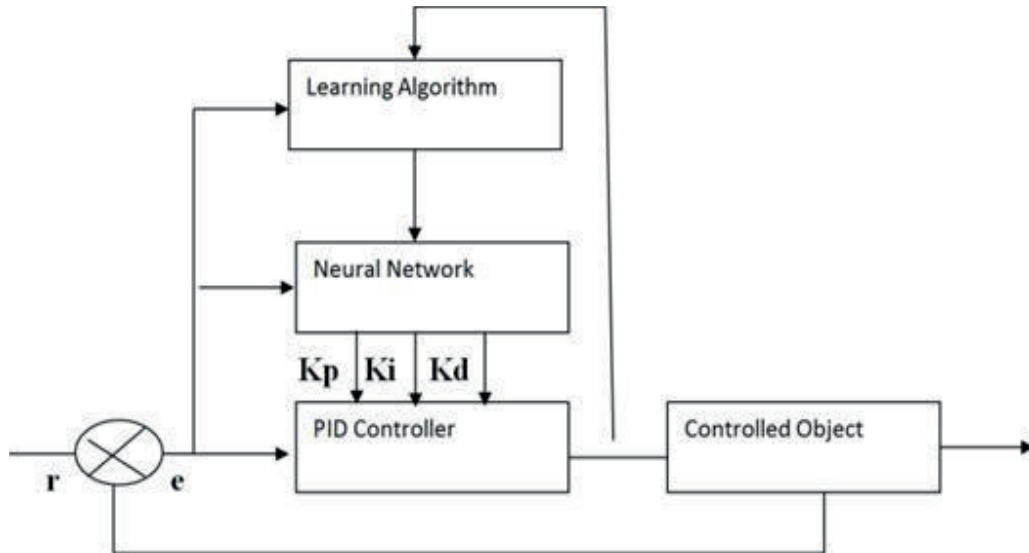 Learning Algorithm
Neural Network
Kp Ki Kd
PID Controller
Controlled Object
r e